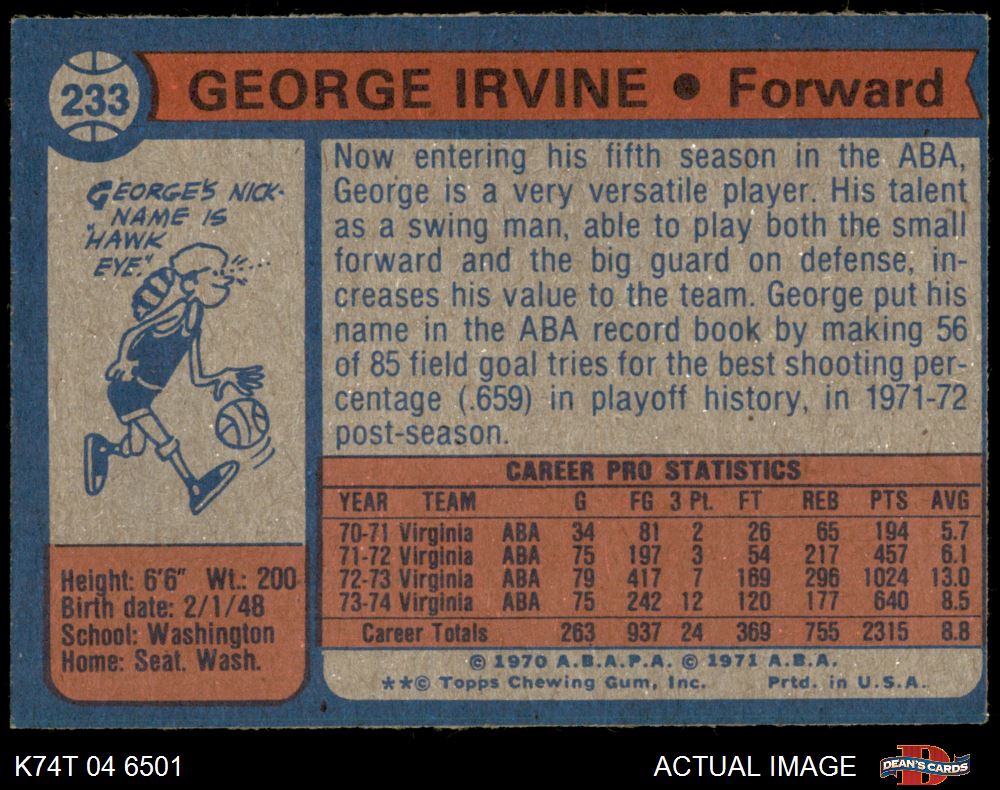 233
GEORGE IRVINE ● Forward
GEORGE'S NICK-
NAME IS
"HAWK
EYE."
Now entering his fifth season in the ABA,
George is a very versatile player. His talent
as a swing man, able to play both the small
forward and the big guard on defense, in-
creases his value to the team. George put his
name in the ABA record book by making 56
of 85 field goal tries for the best shooting per-
centage (.659) in playoff history, in 1971-72
post-season.
Height: 6'6" Wt.: 200
Birth date: 2/1/48
School: Washington
Home: Seat. Wash.
CAREER PRO STATISTICS
YEAR TEAM G FG 3 Pt. FT REB PTS AVG
70-71 Virginia ABA 34 81 2 26 65 194 5.7
71-72 Virginia ABA 75 197 3 54 217 457 6.1
72-73 Virginia ABA 79 417 7 169 296 1024 13.0
73-74 Virginia ABA 75 242 12 120 177 640 8.5
Career Totals 263 937 24 369 755 2315 8.8
© 1970 A.B.A.P.A. © 1971 A.B.A.
**© Topps Chewing Gum, Inc. Prtd. in U.S.A.
K74T 04 6501
ACTUAL IMAGE
D
DEAN'S CARDS